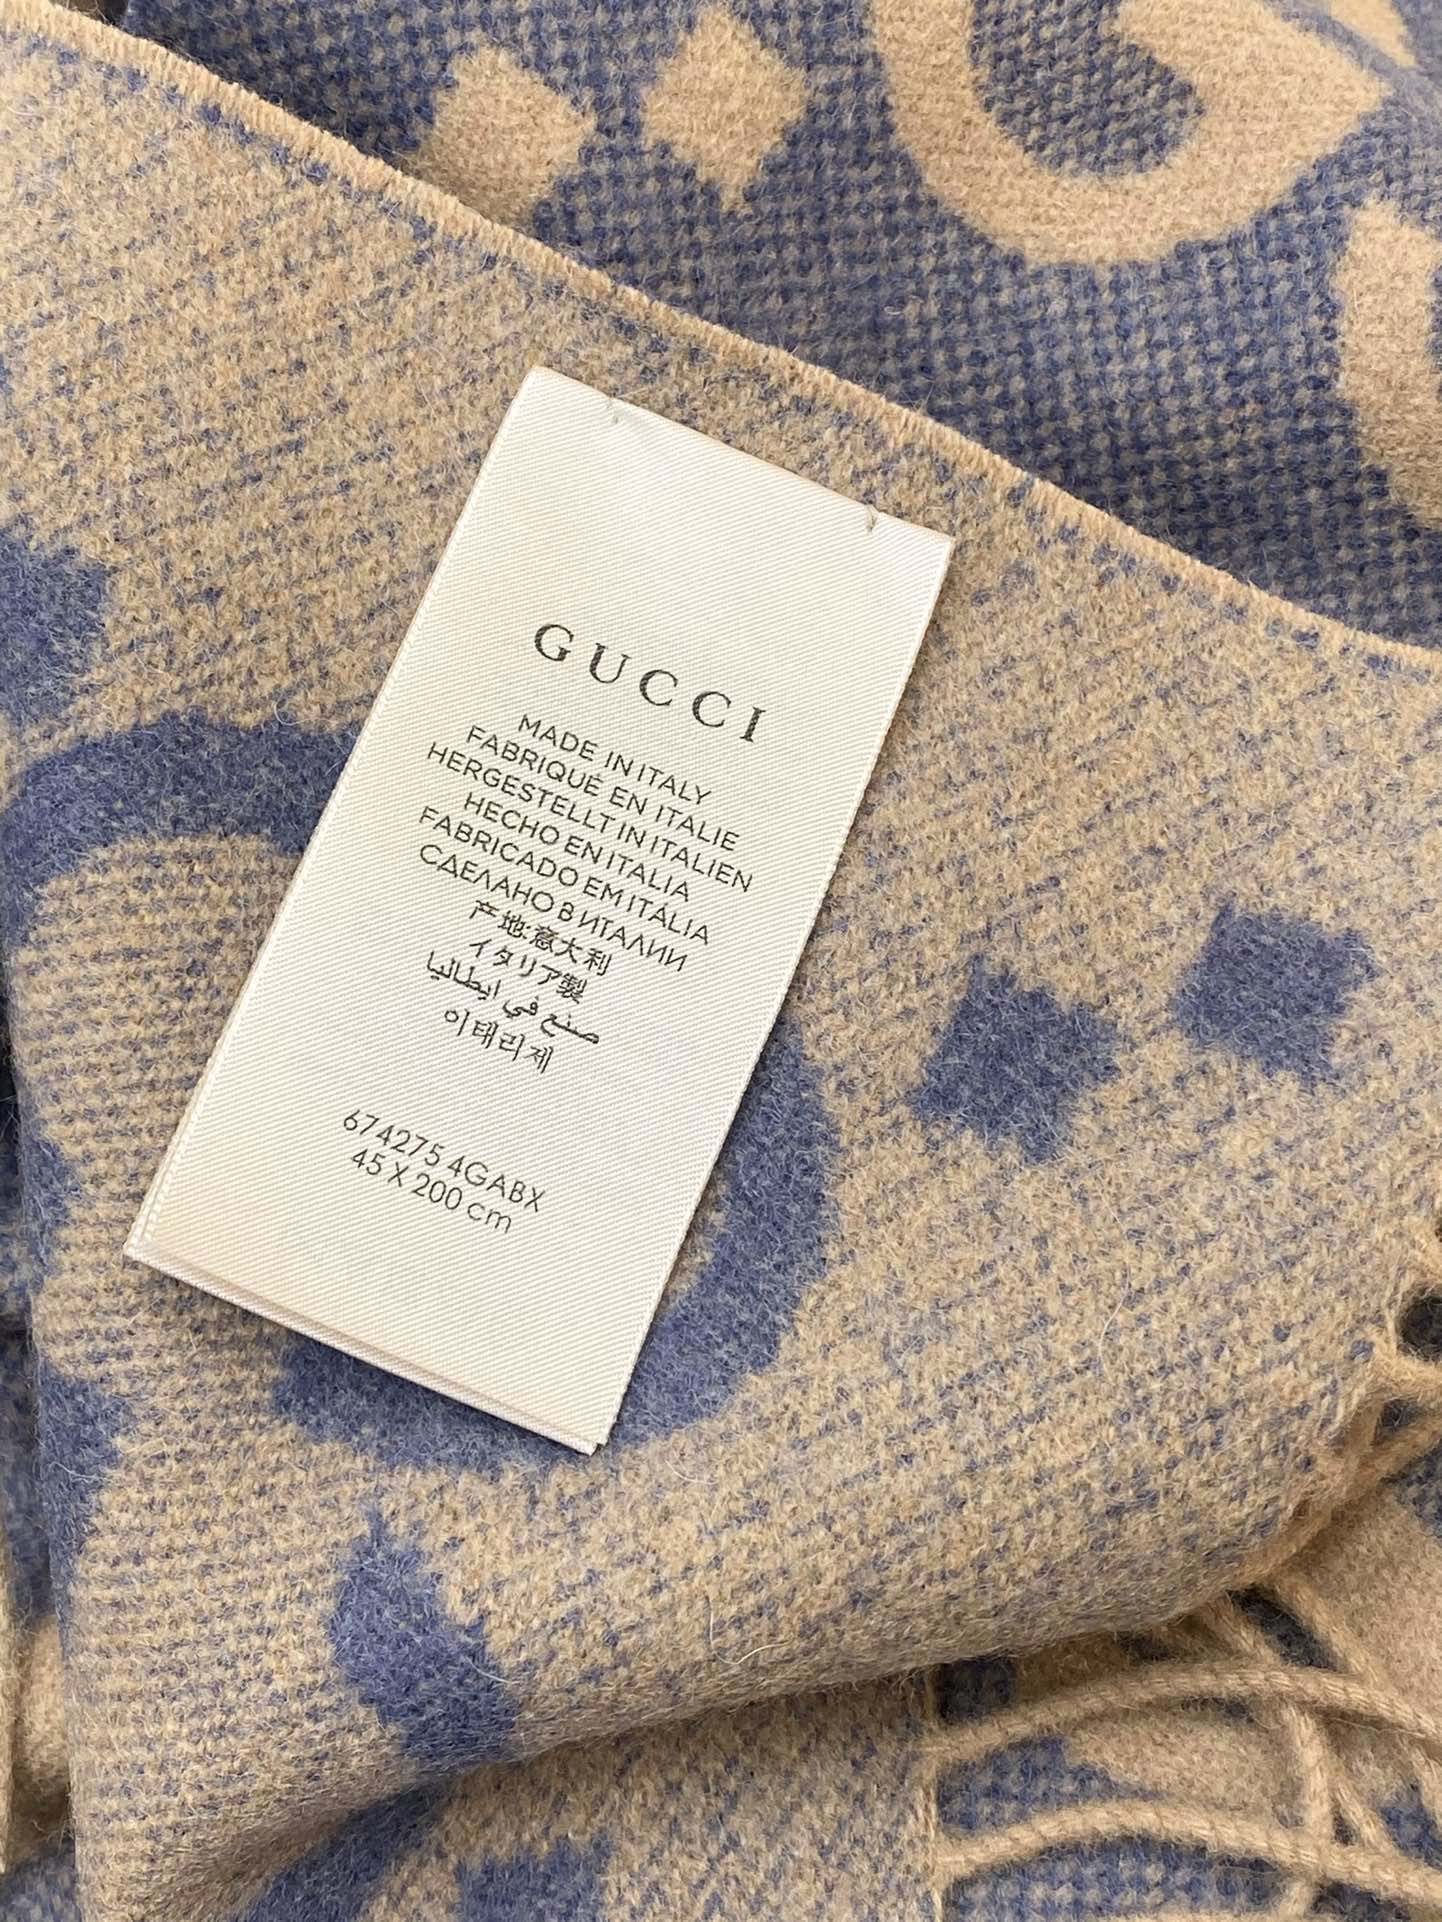 GUCCI
MADE IN ITALY
FABRIQUÉ EN ITALIE
HERGESTELLT IN ITALIEN
HECHO EN ITALIA
FABRICADO EM ITALIA
СДЕЛАНО В ИТАЛИИ
产地:意大利
イタリア製
صنع في ايطاليا
이태리제
674275 4GABX
45 X 200 cm